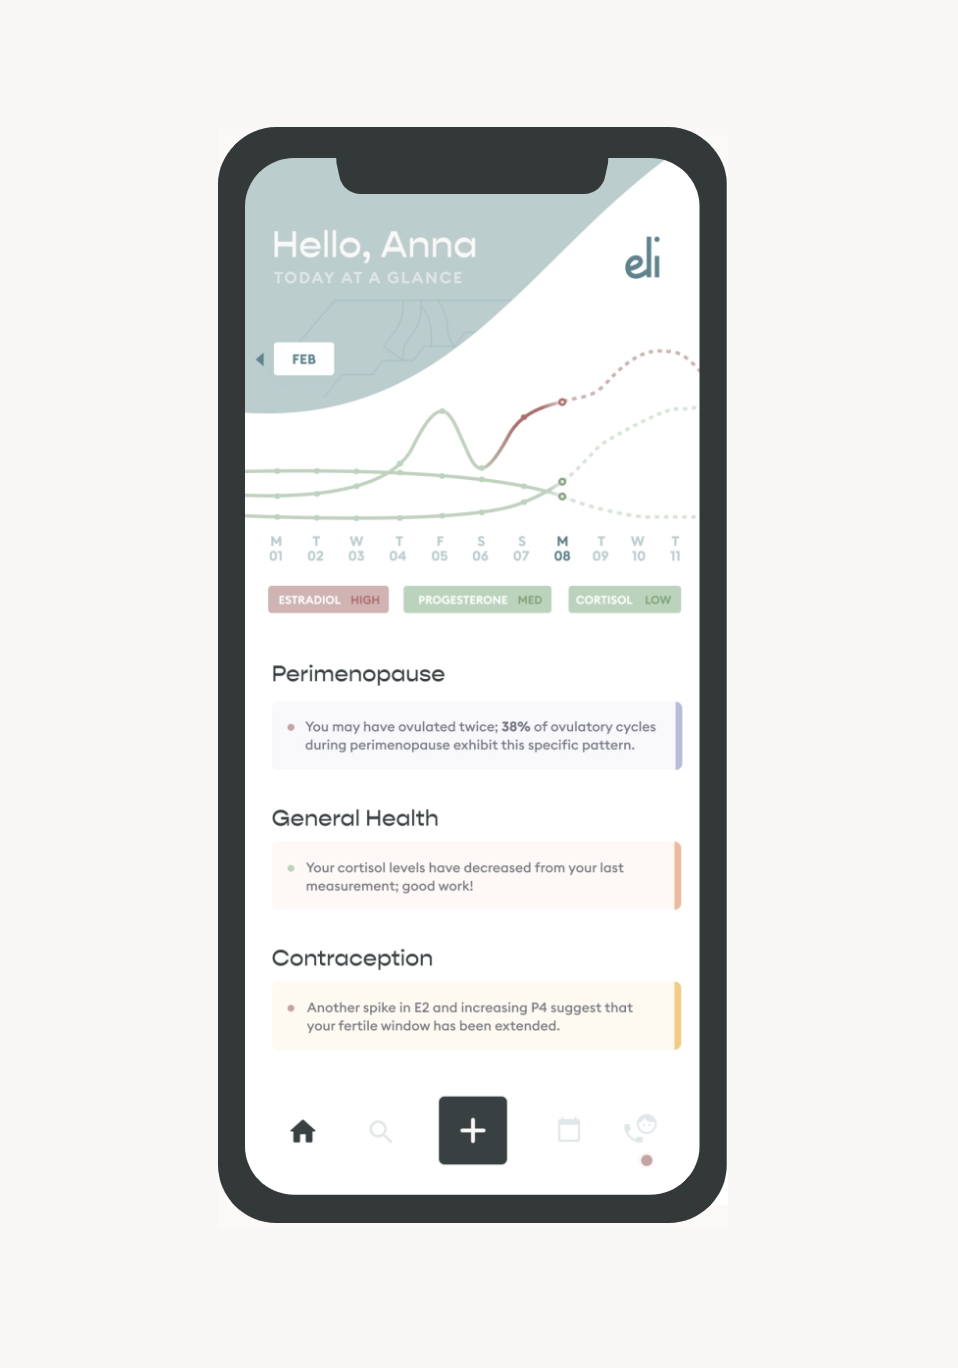 Hello, Anna
TODAY AT A GLANCE
eli
FEB
M T W T F S S M T W T
01 02 03 04 05 06 07 08 09 10 11
ESTRADIOL HIGH PROGESTERONE MED CORTISOL LOW
Perimenopause
You may have ovulated twice; 38% of ovulatory cycles
during perimenopause exhibit this specific pattern.
General Health
Your cortisol levels have decreased from your last
measurement; good work!
Contraception
Another spike in E2 and increasing P4 suggest that
your fertile window has been extended.